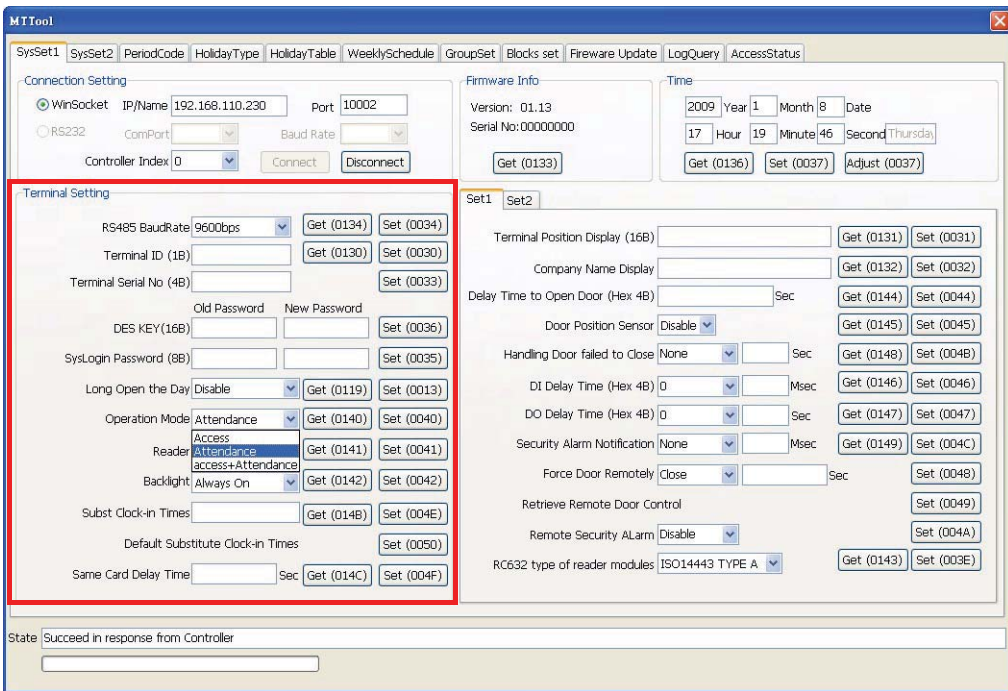 MTTool
SysSet1 SysSet2 PeriodCode HolidayType HolidayTable WeeklySchedule GroupSet Blocks set Fireware Update LogQuery AccessStatus
Connection Setting
WinSocket IP/Name 192.168.110.230 Port 10002
RS232 ComPort Baud Rate
Controller Index 0 Connect Disconnect
Firmware Info
Version: 01.13
Serial No:00000000
Get (0133)
Time
2009 Year 1 Month 8 Date
17 Hour 19 Minute 46 Second Thursday
Get (0136) Set (0037) Adjust (0037)
Terminal Setting
RS485 BaudRate 9600bps Get (0134) Set (0034)
Terminal ID (1B) Get (0130) Set (0030)
Terminal Serial No (4B) Set (0033)
Old Password New Password
DES KEY(16B) Set (0036)
SysLogin Password (8B) Set (0035)
Long Open the Day Disable Get (0119) Set (0013)
Operation Mode Attendance Get (0140) Set (0040)
Access
Reader Attendance Get (0141) Set (0041)
access+Attendance
Backlight Always On Get (0142) Set (0042)
Subst Clock-in Times Get (014B) Set (004E)
Default Substitute Clock-in Times Set (0050)
Same Card Delay Time Sec Get (014C) Set (004F)
Set1 Set2
Terminal Position Display (16B) Get (0131) Set (0031)
Company Name Display Get (0132) Set (0032)
Delay Time to Open Door (Hex 4B) Sec Get (0144) Set (0044)
Door Position Sensor Disable Get (0145) Set (0045)
Handling Door failed to Close None Sec Get (0148) Set (004B)
DI Delay Time (Hex 4B) 0 Msec Get (0146) Set (0046)
DO Delay Time (Hex 4B) 0 Sec Get (0147) Set (0047)
Security Alarm Notification None Msec Get (0149) Set (004C)
Force Door Remotely Close Sec Set (0048)
Retrieve Remote Door Control Set (0049)
Remote Security ALarm Disable Set (004A)
RC632 type of reader modules ISO14443 TYPE A Get (0143) Set (003E)
State Succeed in response from Controller